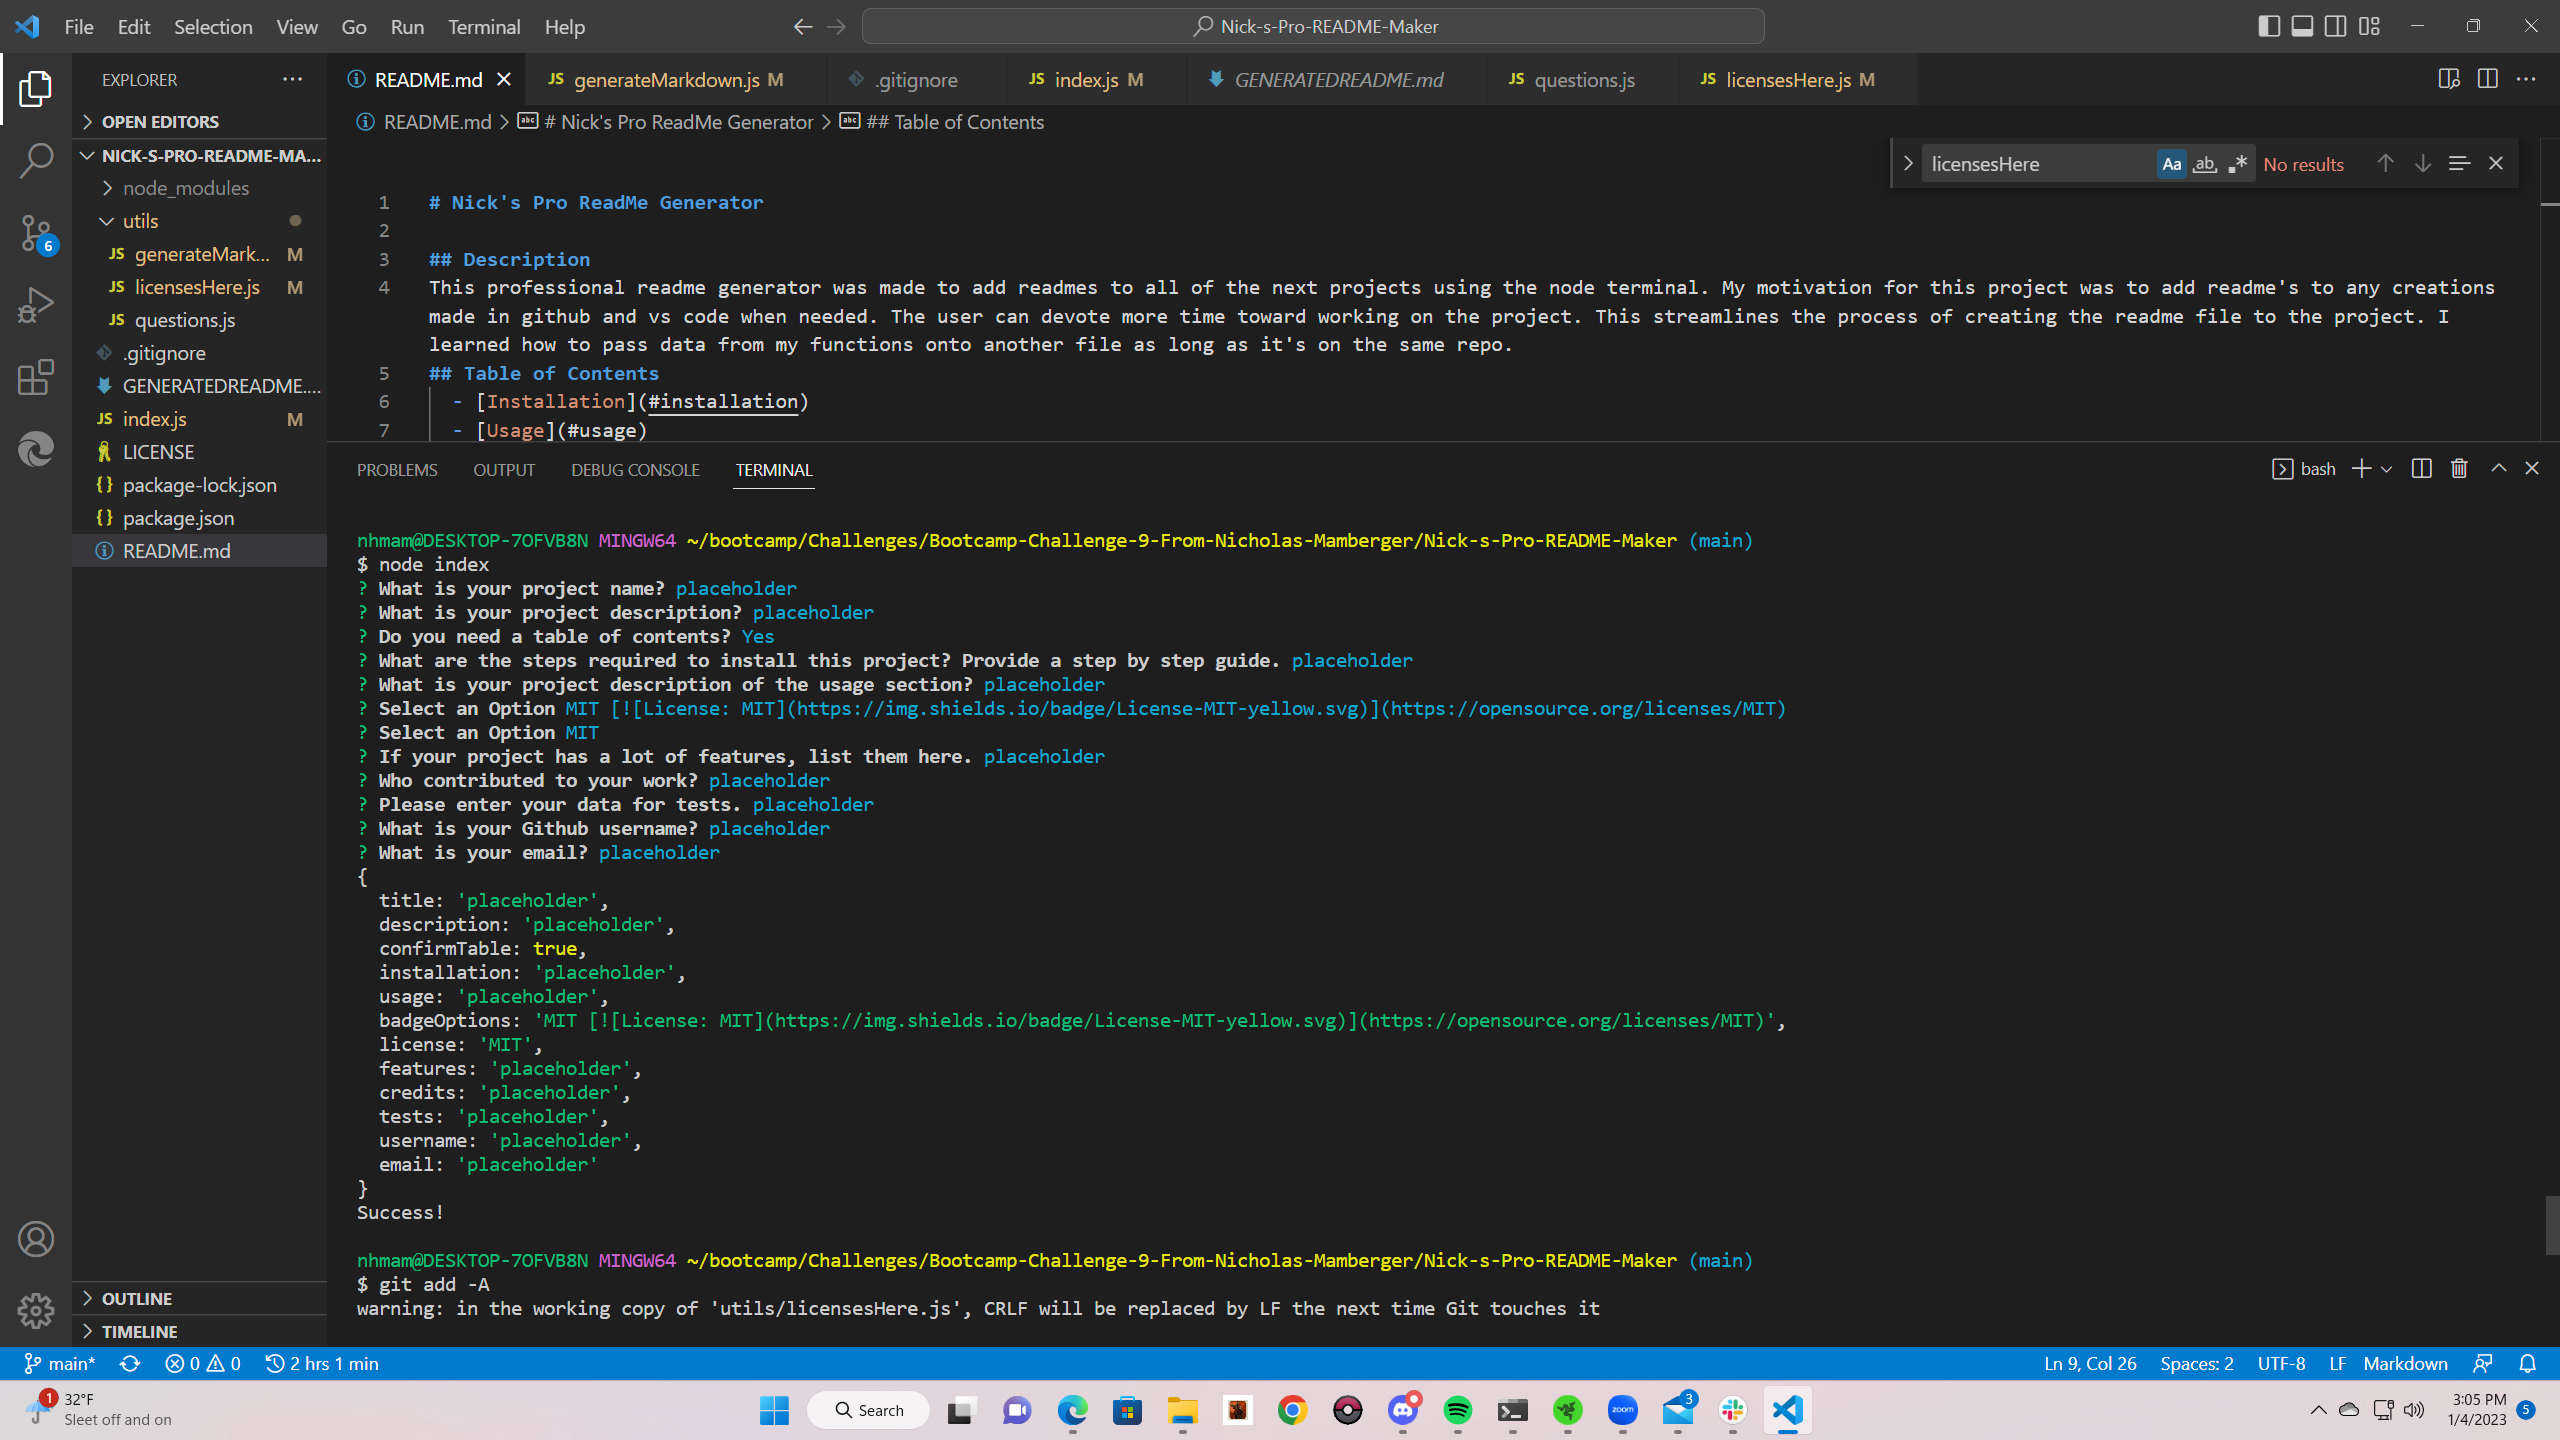 File Edit Selection View Go Run Terminal Help
Nick-s-Pro-README-Maker
EXPLORER
README.md
JS generateMarkdown.js M
.gitignore
JS index.js M
GENERATEDREADME.md
JS questions.js
JS licensesHere.js M
OPEN EDITORS
NICK-S-PRO-README-MA...
node_modules
utils
JS generateMark... M
JS licensesHere.js M
JS questions.js
.gitignore
GENERATEDREADME....
JS index.js M
LICENSE
{} package-lock.json
{} package.json
README.md
6
OUTLINE
TIMELINE
README.md > # Nick's Pro ReadMe Generator > ## Table of Contents
licensesHere Aa ab .* No results
1 # Nick's Pro ReadMe Generator
2
3 ## Description
4 This professional readme generator was made to add readmes to all of the next projects using the node terminal. My motivation for this project was to add readme's to any creations
made in github and vs code when needed. The user can devote more time toward working on the project. This streamlines the process of creating the readme file to the project. I
learned how to pass data from my functions onto another file as long as it's on the same repo.
5 ## Table of Contents
6 - [Installation](#installation)
7 - [Usage](#usage)
PROBLEMS OUTPUT DEBUG CONSOLE TERMINAL
bash
nhmam@DESKTOP-7OFVB8N MINGW64 ~/bootcamp/Challenges/Bootcamp-Challenge-9-From-Nicholas-Mamberger/Nick-s-Pro-README-Maker (main)
$ node index
? What is your project name? placeholder
? What is your project description? placeholder
? Do you need a table of contents? Yes
? What are the steps required to install this project? Provide a step by step guide. placeholder
? What is your project description of the usage section? placeholder
? Select an Option MIT [![License: MIT](https://img.shields.io/badge/License-MIT-yellow.svg)](https://opensource.org/licenses/MIT)
? Select an Option MIT
? If your project has a lot of features, list them here. placeholder
? Who contributed to your work? placeholder
? Please enter your data for tests. placeholder
? What is your Github username? placeholder
? What is your email? placeholder
{
title: 'placeholder',
description: 'placeholder',
confirmTable: true,
installation: 'placeholder',
usage: 'placeholder',
badgeOptions: 'MIT [![License: MIT](https://img.shields.io/badge/License-MIT-yellow.svg)](https://opensource.org/licenses/MIT)',
license: 'MIT',
features: 'placeholder',
credits: 'placeholder',
tests: 'placeholder',
username: 'placeholder',
email: 'placeholder'
}
Success!
nhmam@DESKTOP-7OFVB8N MINGW64 ~/bootcamp/Challenges/Bootcamp-Challenge-9-From-Nicholas-Mamberger/Nick-s-Pro-README-Maker (main)
$ git add -A
warning: in the working copy of 'utils/licensesHere.js', CRLF will be replaced by LF the next time Git touches it
main* 0 0 2 hrs 1 min
Ln 9, Col 26 Spaces: 2 UTF-8 LF Markdown
1
32°F
Sleet off and on
Search
zoom
3
3:05 PM
1/4/2023
5